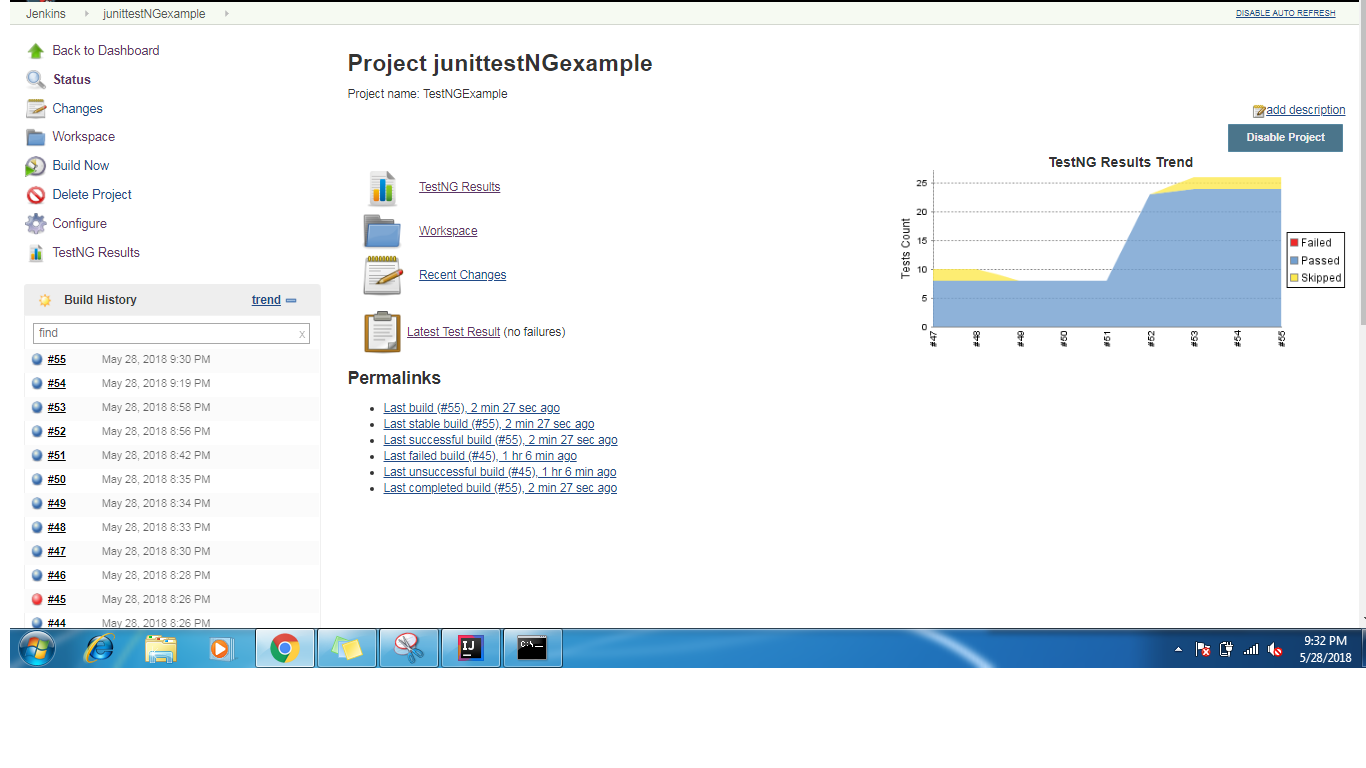 Jenkins junittestNGexample DISABLE AUTO REFRESH
Back to Dashboard
Status
Changes
Workspace
Build Now
Delete Project
Configure
TestNG Results
Build History trend
find x
#55 May 28, 2018 9:30 PM
#54 May 28, 2018 9:19 PM
#53 May 28, 2018 8:58 PM
#52 May 28, 2018 8:56 PM
#51 May 28, 2018 8:42 PM
#50 May 28, 2018 8:35 PM
#49 May 28, 2018 8:34 PM
#48 May 28, 2018 8:33 PM
#47 May 28, 2018 8:30 PM
#46 May 28, 2018 8:28 PM
#45 May 28, 2018 8:26 PM
#44 May 28, 2018 8:26 PM
Project junittestNGexample
Project name: TestNGExample
add description
Disable Project
TestNG Results
Workspace
Recent Changes
Latest Test Result (no failures)
Permalinks
Last build (#55), 2 min 27 sec ago
Last stable build (#55), 2 min 27 sec ago
Last successful build (#55), 2 min 27 sec ago
Last failed build (#45), 1 hr 6 min ago
Last unsuccessful build (#45), 1 hr 6 min ago
Last completed build (#55), 2 min 27 sec ago
TestNG Results Trend
Tests Count
25
20
15
10
5
0
#47 #48 #49 #50 #51 #52 #53 #54 #55
Failed
Passed
Skipped
IJ
C:\
9:32 PM
5/28/2018